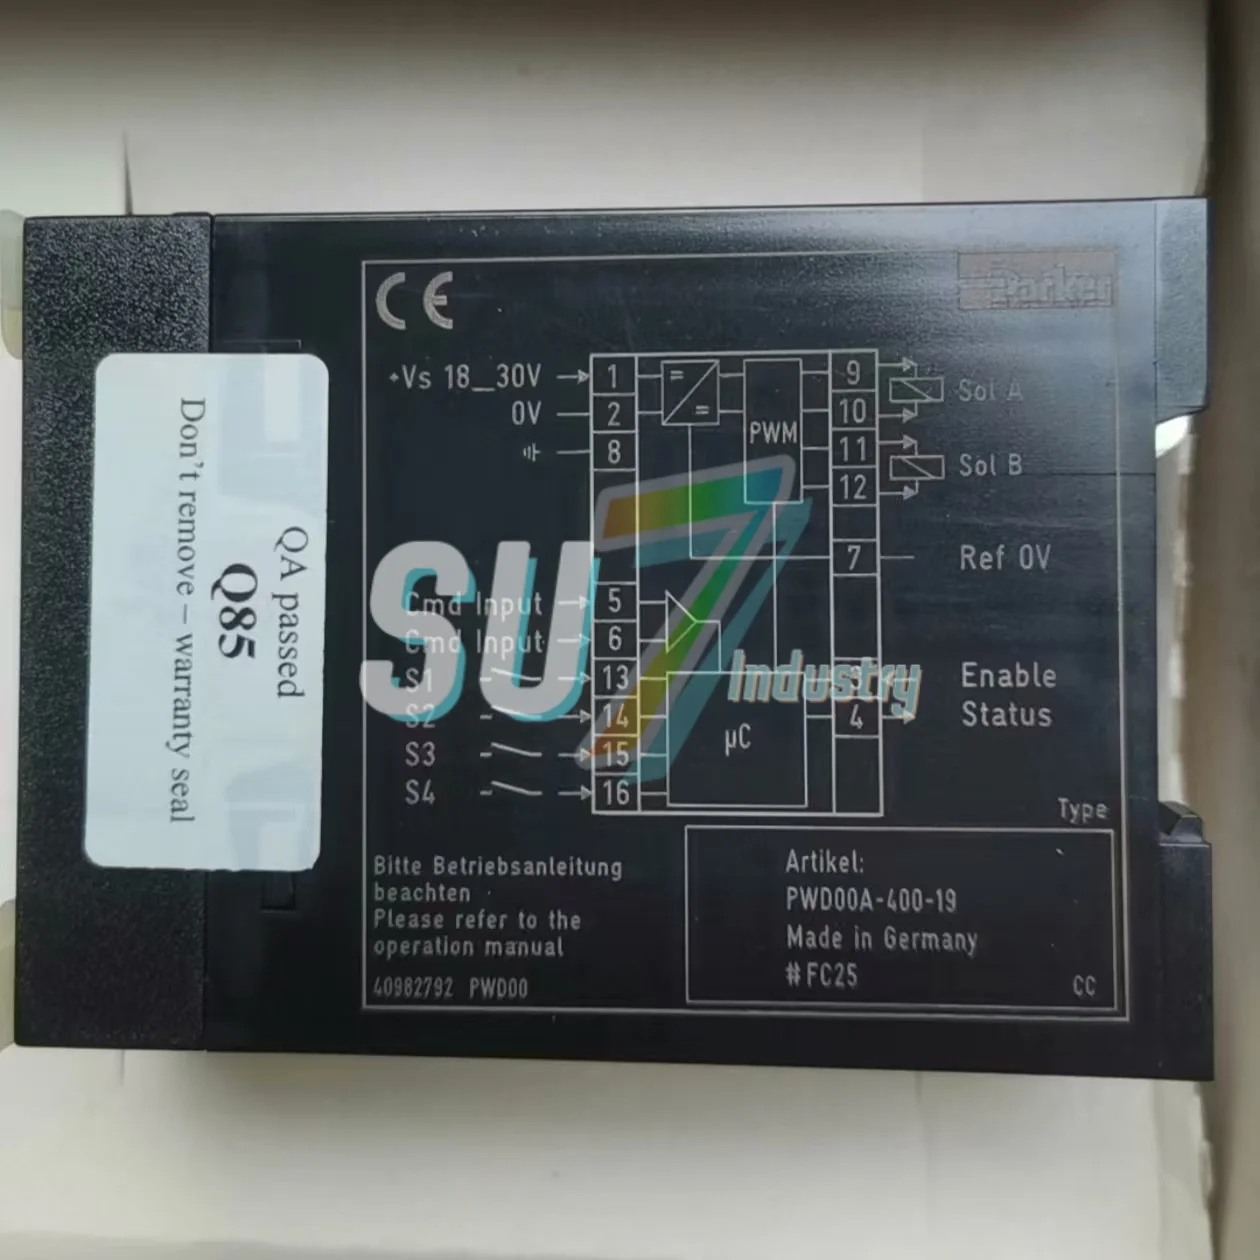 CE
Parker
+Vs 18_30V
0V
1
2
8
PWM
9
10
11
12
7
Sol A
Sol B
Ref 0V
Cmd Input
Cmd Input
S1
S2
S3
S4
5
6
13
14
15
16
=
=
µC
3
4
Enable
Status
SU7
Industry
Type
Bitte Betriebsanleitung
beachten
Please refer to the
operation manual
40982792 PWD00
Artikel:
PWD00A-400-19
Made in Germany
#FC25
CC
QA passed
Q85
Don't remove – warranty seal